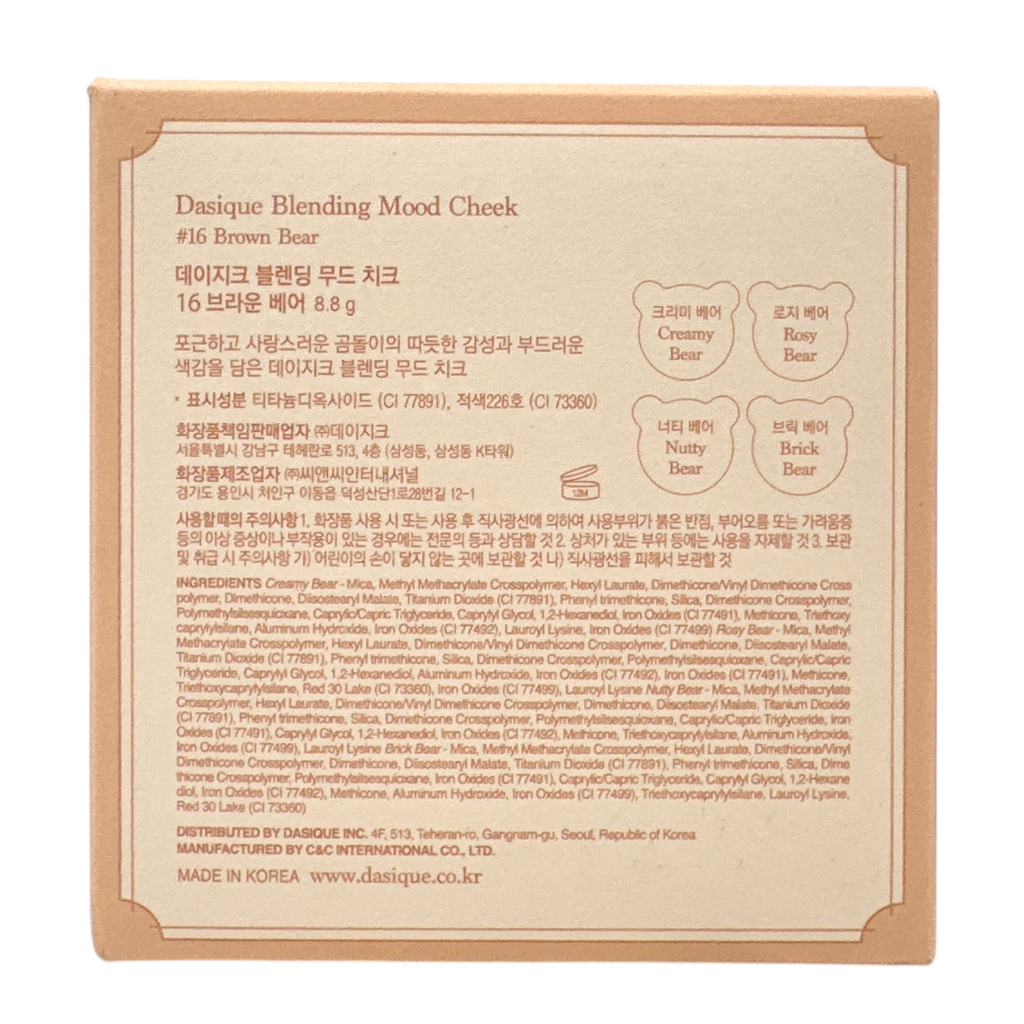 Dasique Blending Mood Cheek
#16 Brown Bear
데이지크 블렌딩 무드 치크
16 브라운 베어 8.8 g
포근하고 사랑스러운 곰돌이의 따듯한 감성과 부드러운
색감을 담은 데이지크 블렌딩 무드 치크
* 표시성분 티타늄디옥사이드 (CI 77891), 적색226호 (CI 73360)
화장품책임판매업자 ㈜데이지크
서울특별시 강남구 테헤란로 513, 4층 (삼성동, 삼성동 K타워)
화장품제조업자 ㈜씨앤씨인터내셔널
경기도 용인시 처인구 이동읍 덕성산단1로28번길 12-1
12M
크리미 베어
Creamy
Bear
로지 베어
Rosy
Bear
너티 베어
Nutty
Bear
브릭 베어
Brick
Bear
사용할 때의 주의사항 1. 화장품 사용 시 또는 사용 후 직사광선에 의하여 사용부위가 붉은 반점, 부어오름 또는 가려움증
등의 이상 증상이나 부작용이 있는 경우에는 전문의 등과 상담할 것 2. 상처가 있는 부위 등에는 사용을 자제할 것 3. 보관
및 취급 시 주의사항 가) 어린이의 손이 닿지 않는 곳에 보관할 것 나) 직사광선을 피해서 보관할 것
INGREDIENTS Creamy Bear - Mica, Methyl Methacrylate Crosspolymer, Hexyl Laurate, Dimethicone/Vinyl Dimethicone Cross
polymer, Dimethicone, Diisostearyl Malate, Titanium Dioxide (CI 77891), Phenyl trimethicone, Silica, Dimethicone Crosspolymer,
Polymethylsilsesquioxane, Caprylic/Capric Triglyceride, Caprylyl Glycol, 1,2-Hexanediol, Iron Oxides (CI 77491), Methicone, Triethoxy
caprylylsilane, Aluminum Hydroxide, Iron Oxides (CI 77492), Lauroyl Lysine, Iron Oxides (CI 77499) Rosy Bear - Mica, Methyl
Methacrylate Crosspolymer, Hexyl Laurate, Dimethicone/Vinyl Dimethicone Crosspolymer, Dimethicone, Diisostearyl Malate,
Titanium Dioxide (CI 77891), Phenyl trimethicone, Silica, Dimethicone Crosspolymer, Polymethylsilsesquioxane, Caprylic/Capric
Triglyceride, Caprylyl Glycol, 1,2-Hexanediol, Aluminum Hydroxide, Iron Oxides (CI 77492), Iron Oxides (CI 77491), Methicone,
Triethoxycaprylylsilane, Red 30 Lake (CI 73360), Iron Oxides (CI 77499), Lauroyl Lysine Nutty Bear - Mica, Methyl Methacrylate
Crosspolymer, Hexyl Laurate, Dimethicone/Vinyl Dimethicone Crosspolymer, Dimethicone, Diisostearyl Malate, Titanium Dioxide
(CI 77891), Phenyl trimethicone, Silica, Dimethicone Crosspolymer, Polymethylsilsesquioxane, Caprylic/Capric Triglyceride, Iron
Oxides (CI 77491), Caprylyl Glycol, 1,2-Hexanediol, Iron Oxides (CI 77492), Methicone, Triethoxycaprylylsilane, Aluminum Hydroxide,
Iron Oxides (CI 77499), Lauroyl Lysine Brick Bear - Mica, Methyl Methacrylate Crosspolymer, Hexyl Laurate, Dimethicone/Vinyl
Dimethicone Crosspolymer, Dimethicone, Diisostearyl Malate, Titanium Dioxide (CI 77891), Phenyl trimethicone, Silica, Dime
thicone Crosspolymer, Polymethylsilsesquioxane, Iron Oxides (CI 77491), Caprylic/Capric Triglyceride, Caprylyl Glycol, 1,2-Hexane
diol, Iron Oxides (CI 77492), Methicone, Aluminum Hydroxide, Iron Oxides (CI 77499), Triethoxycaprylylsilane, Lauroyl Lysine,
Red 30 Lake (CI 73360)
DISTRIBUTED BY DASIQUE INC. 4F, 513, Teheran-ro, Gangnam-gu, Seoul, Republic of Korea
MANUFACTURED BY C&C INTERNATIONAL CO., LTD.
MADE IN KOREA www.dasique.co.kr